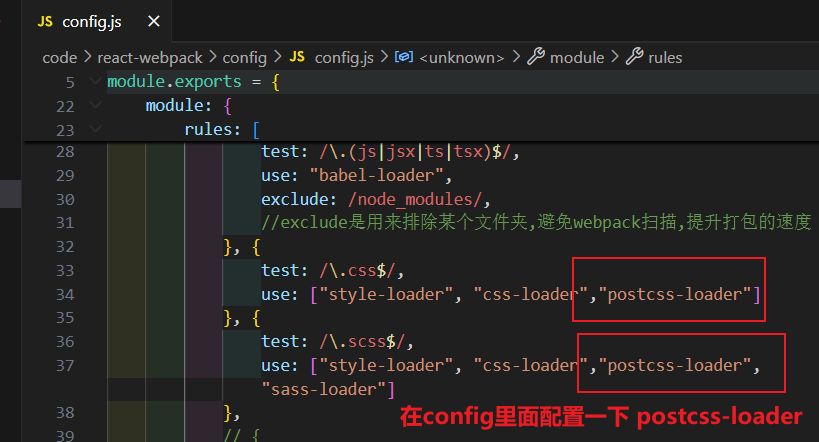 JS config.js ×
code > react-webpack > config > JS config.js > <unknown> > module > rules
5 module.exports = {
22 module: {
23 rules: [
28 test: /\.(js|jsx|ts|tsx)$/,
29 use: "babel-loader",
30 exclude: /node_modules/,
31 //exclude是用来排除某个文件夹,避免webpack扫描,提升打包的速度
32 }, {
33 test: /\.css$/,
34 use: ["style-loader", "css-loader","postcss-loader"]
35 }, {
36 test: /\.scss$/,
37 use: ["style-loader", "css-loader","postcss-loader",
"sass-loader"]
38 },
39 // {
在config里面配置一下 postcss-loader